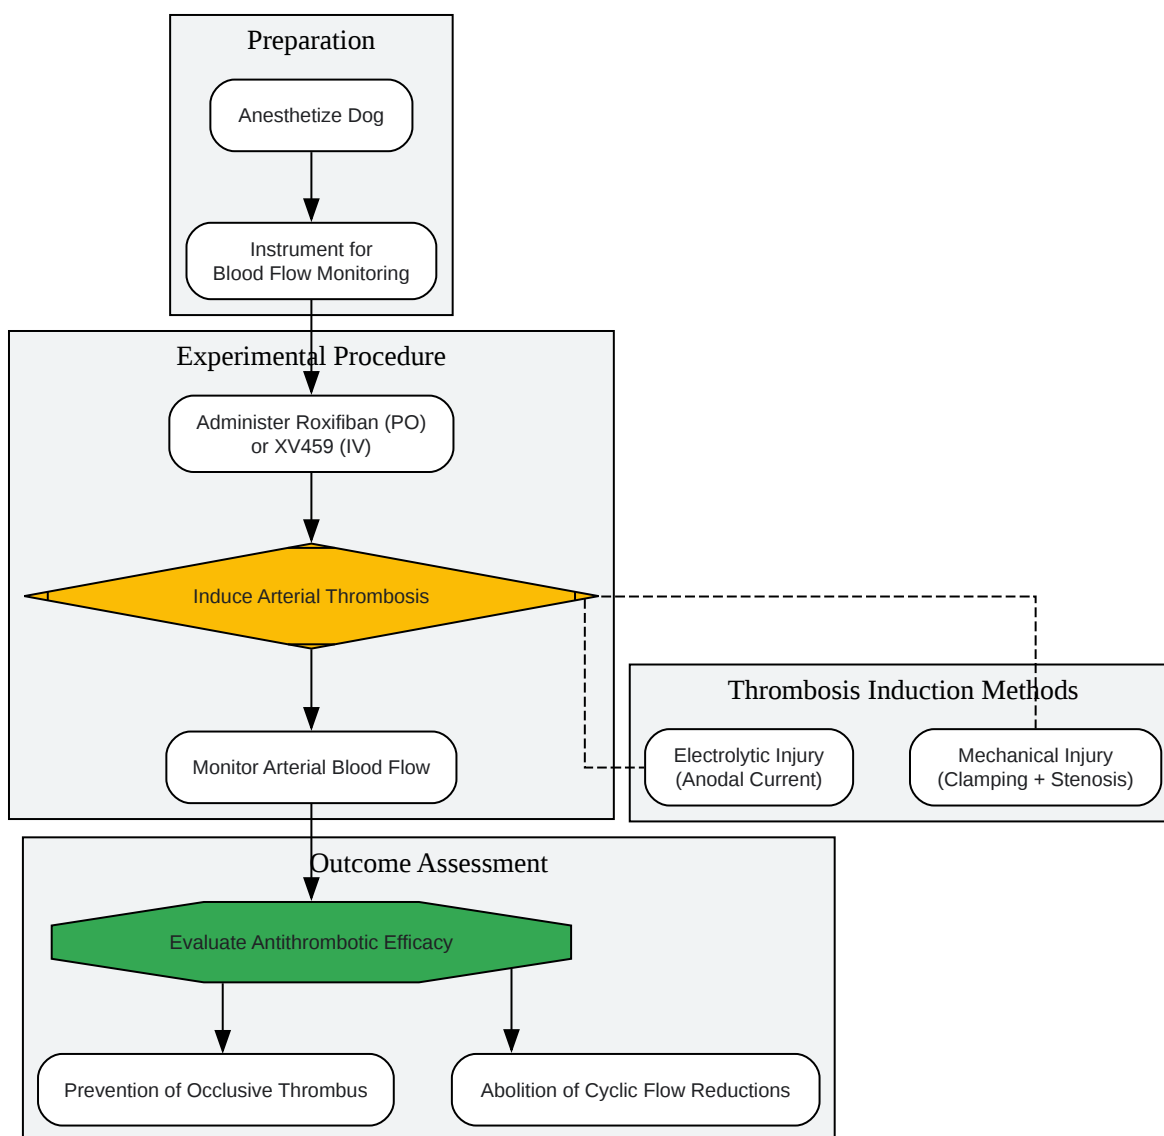 Preparation
Anesthetize Dog
Instrument for
Blood Flow Monitoring
Experimental Procedure
Administer Roxifiban (PO)
or XV459 (IV)
Induce Arterial Thrombosis
Monitor Arterial Blood Flow
Thrombosis Induction Methods
Electrolytic Injury
(Anodal Current)
Mechanical Injury
(Clamping + Stenosis)
Outcome Assessment
Evaluate Antithrombotic Efficacy
Prevention of Occlusive Thrombus
Abolition of Cyclic Flow Reductions